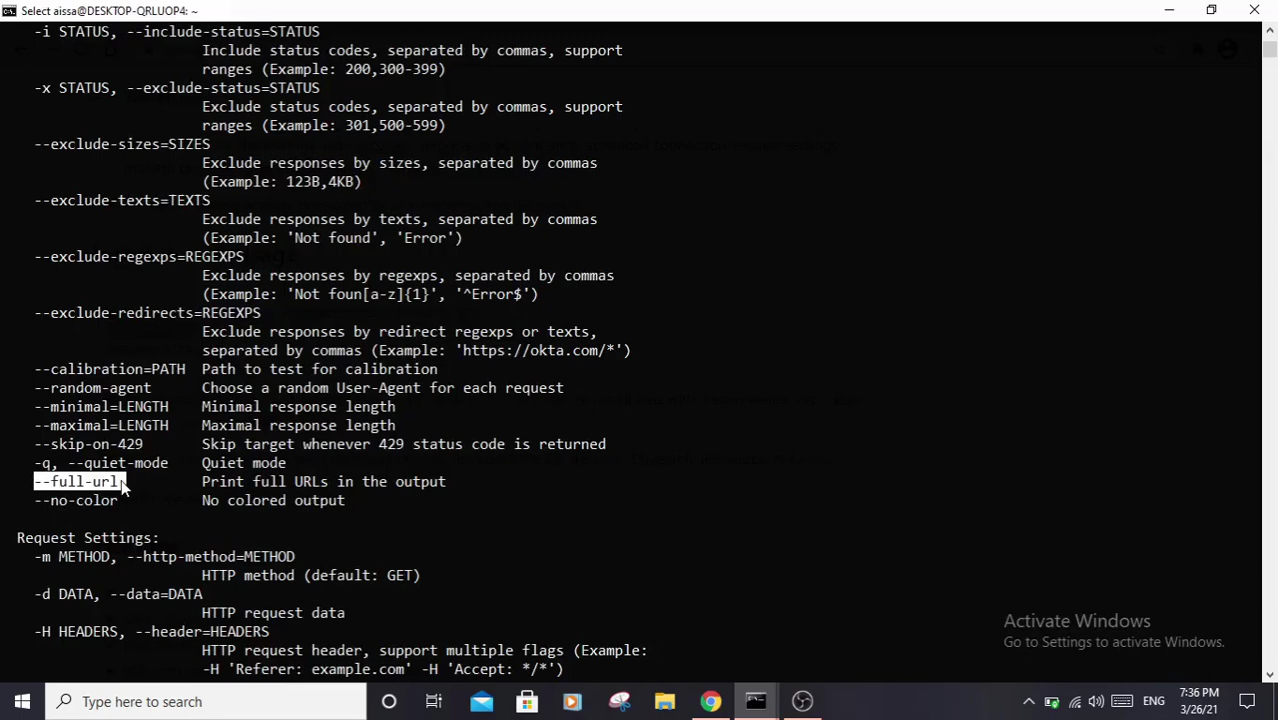 Select aissa@DESKTOP-QRLUOP4: ~
-i STATUS, --include-status=STATUS
Include status codes, separated by commas, support
ranges (Example: 200,300-399)
-x STATUS, --exclude-status=STATUS
Exclude status codes, separated by commas, support
ranges (Example: 301,500-599)
--exclude-sizes=SIZES
Exclude responses by sizes, separated by commas
(Example: 123B,4KB)
--exclude-texts=TEXTS
Exclude responses by texts, separated by commas
(Example: 'Not found', 'Error')
--exclude-regexps=REGEXPS
Exclude responses by regexps, separated by commas
(Example: 'Not foun[a-z]{1}', '^Error$')
--exclude-redirects=REGEXPS
Exclude responses by redirect regexps or texts,
separated by commas (Example: 'https://okta.com/*')
--calibration=PATH Path to test for calibration
--random-agent Choose a random User-Agent for each request
--minimal=LENGTH Minimal response length
--maximal=LENGTH Maximal response length
--skip-on-429 Skip target whenever 429 status code is returned
-q, --quiet-mode Quiet mode
--full-url Print full URLs in the output
--no-color No colored output
Request Settings:
-m METHOD, --http-method=METHOD
HTTP method (default: GET)
-d DATA, --data=DATA
HTTP request data
-H HEADERS, --header=HEADERS
HTTP request header, support multiple flags (Example:
-H 'Referer: example.com' -H 'Accept: */*')
Activate Windows
Go to Settings to activate Windows.
Type here to search
ENG
7:36 PM
3/26/21